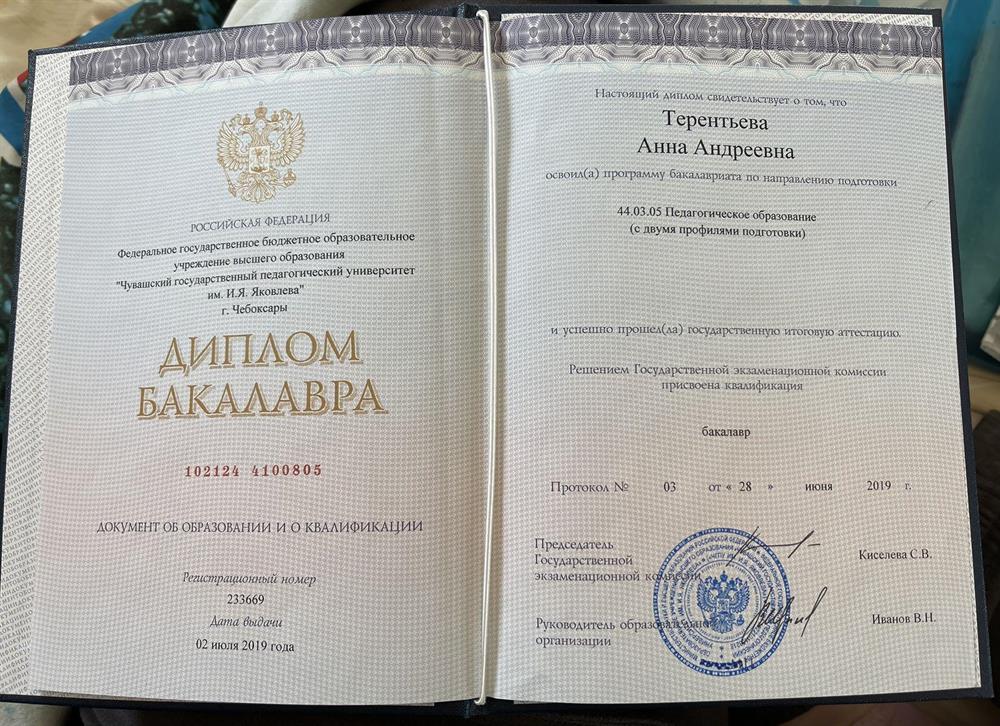 РОССИЙСКАЯ ФЕДЕРАЦИЯ
Федеральное государственное бюджетное образовательное
учреждение высшего образования
"Чувашский государственный педагогический университет
им. И.Я. Яковлева"
г. Чебоксары
ДИПЛОМ
БАКАЛАВРА
102124 4100805
ДОКУМЕНТ ОБ ОБРАЗОВАНИИ И О КВАЛИФИКАЦИИ
Регистрационный номер
233669
Дата выдачи
02 июля 2019 года
Настоящий диплом свидетельствует о том, что
Терентьева
Анна Андреевна
освоил(а) программу бакалавриата по направлению подготовки
44.03.05 Педагогическое образование
(с двумя профилями подготовки)
и успешно прошел(ла) государственную итоговую аттестацию.
Решением Государственной экзаменационной комиссии
присвоена квалификация
бакалавр
Протокол № 03 от « 28 » июня 2019 г.
Председатель
Государственной
экзаменационной комиссии
Киселева С.В.
Руководитель образовательной
организации
Иванов В.Н.